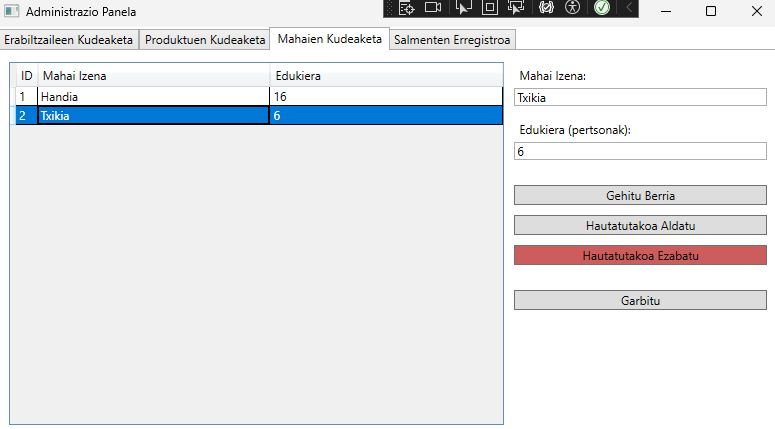 Administrazio Panela
Erabiltzaileen Kudeaketa Produktuen Kudeaketa Mahaien Kudeaketa Salmenten Erregistroa
ID Mahai Izena Edukiera
1 Handia 16
2 Txikia 6
Mahai Izena:
Txikia
Edukiera (pertsonak):
6
Gehitu Berria
Hautatutakoa Aldatu
Hautatutakoa Ezabatu
Garbitu